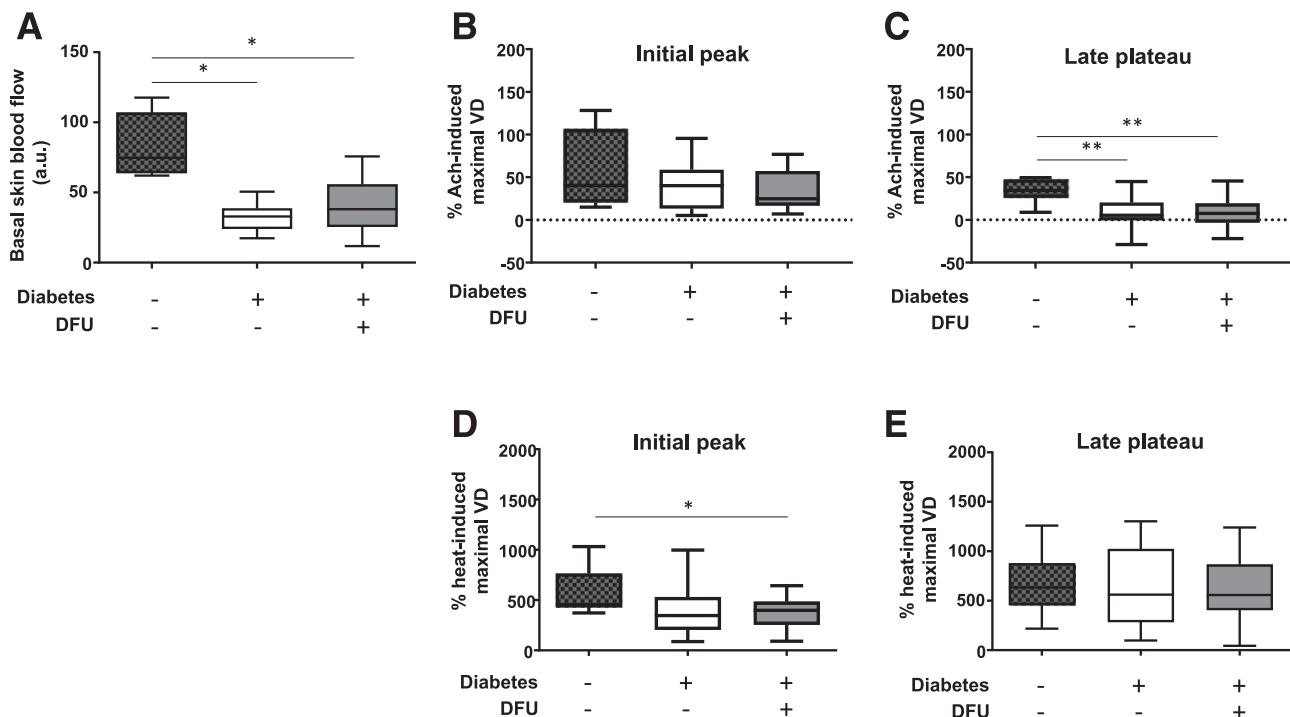 A
Basal skin blood flow
(a.u.)
150
100
50
0
*
*
Diabetes - + +
DFU - - +
B
Initial peak
% Ach-induced
maximal VD
200
150
100
50
0
-50
Diabetes - + +
DFU - - +
C
Late plateau
% Ach-induced
maximal VD
200
150
100
50
0
-50
**
**
Diabetes - + +
DFU - - +
D
Initial peak
% heat-induced
maximal VD
2000
1500
1000
500
0
*
Diabetes - + +
DFU - - +
E
Late plateau
% heat-induced
maximal VD
2000
1500
1000
500
0
Diabetes - + +
DFU - - +